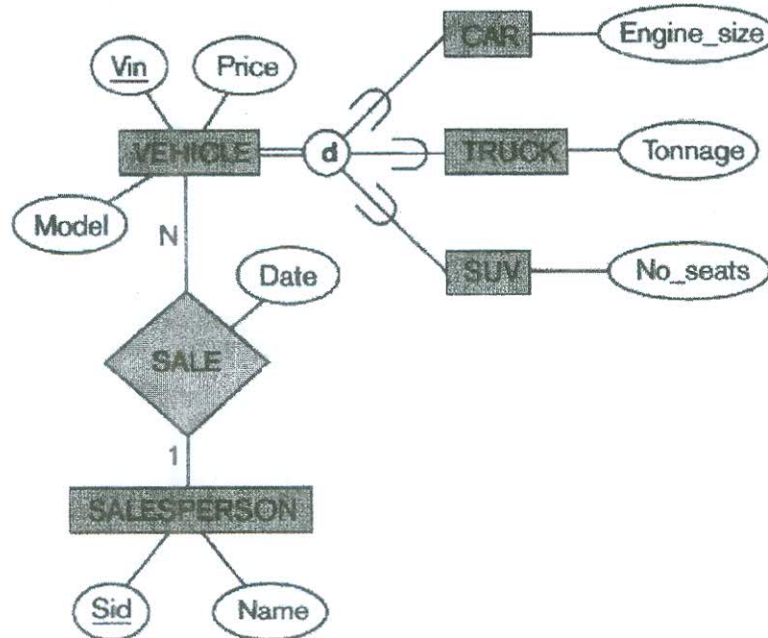 CAR
Engine_size
Vin
Price
VEHICLE
d
TRUCK
Tonnage
Model
N
Date
SUV
No_seats
SALE
1
SALESPERSON
Sid
Name